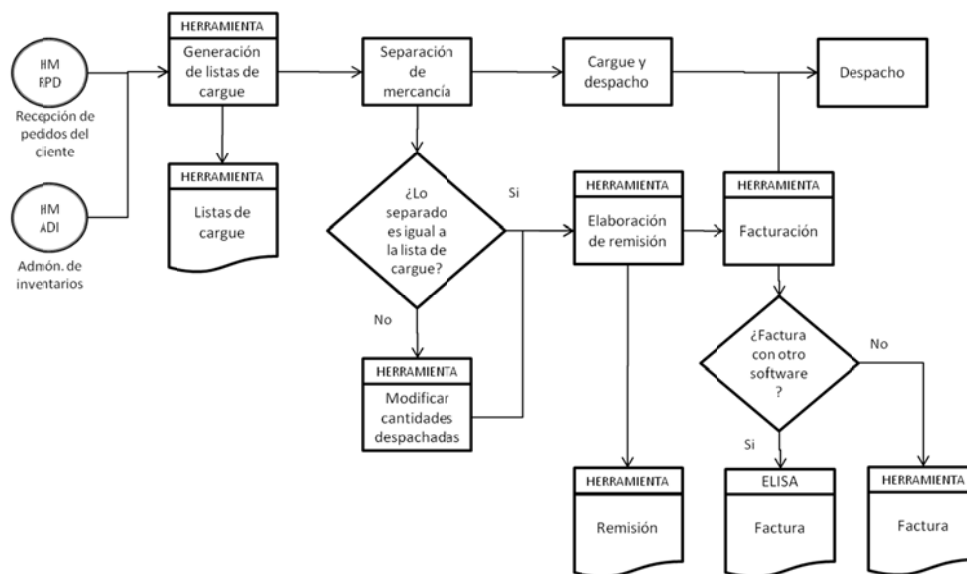 HM
RPD
Recepción de
pedidos del
ciente
HM
ADI
Admón. de
inventarios
HERRAMIENTA
Generación
de listas de
cargue
HERRAMIENTA
Listas de
cargue
Separación
de
mercancía
Cargue y
despacho
Despacho
¿Lo
separado
es igual a
la lista de
cargue?
Si
No
HERRAMIENTA
Modificar
cantidades
despachadas
HERRAMIENTA
Elaboración
de remisión
HERRAMIENTA
Facturación
¿Factura
con otro
software
?
No
Si
HERRAMIENTA
Remisión
ELISA
Factura
HERRAMIENTA
Factura